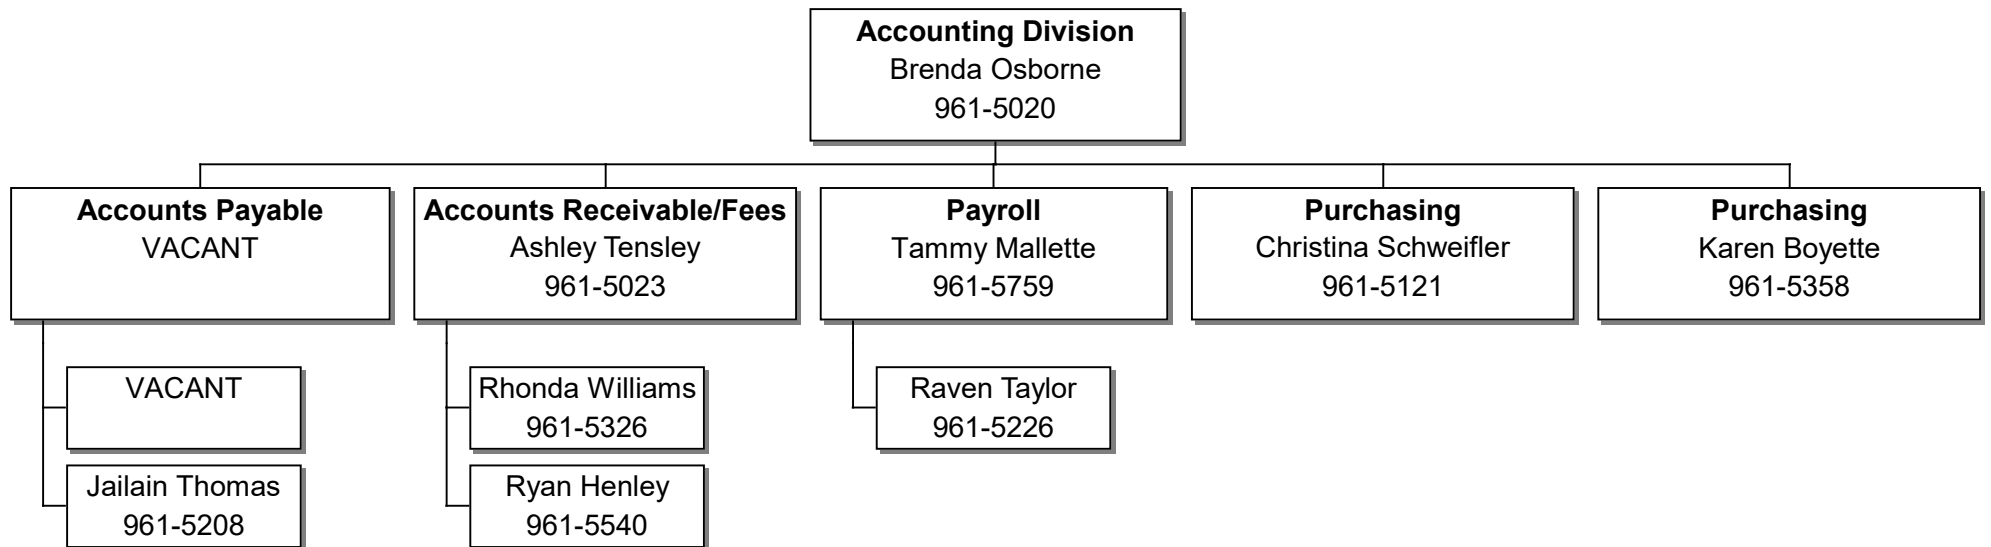 Accounting Division
Brenda Osborne
961-5020
Accounts Payable
VACANT
Accounts Receivable/Fees
Ashley Tensley
961-5023
Payroll
Tammy Mallette
961-5759
Purchasing
Christina Schweifler
961-5121
Purchasing
Karen Boyette
961-5358
VACANT
Jailain Thomas
961-5208
Rhonda Williams
961-5326
Ryan Henley
961-5540
Raven Taylor
961-5226